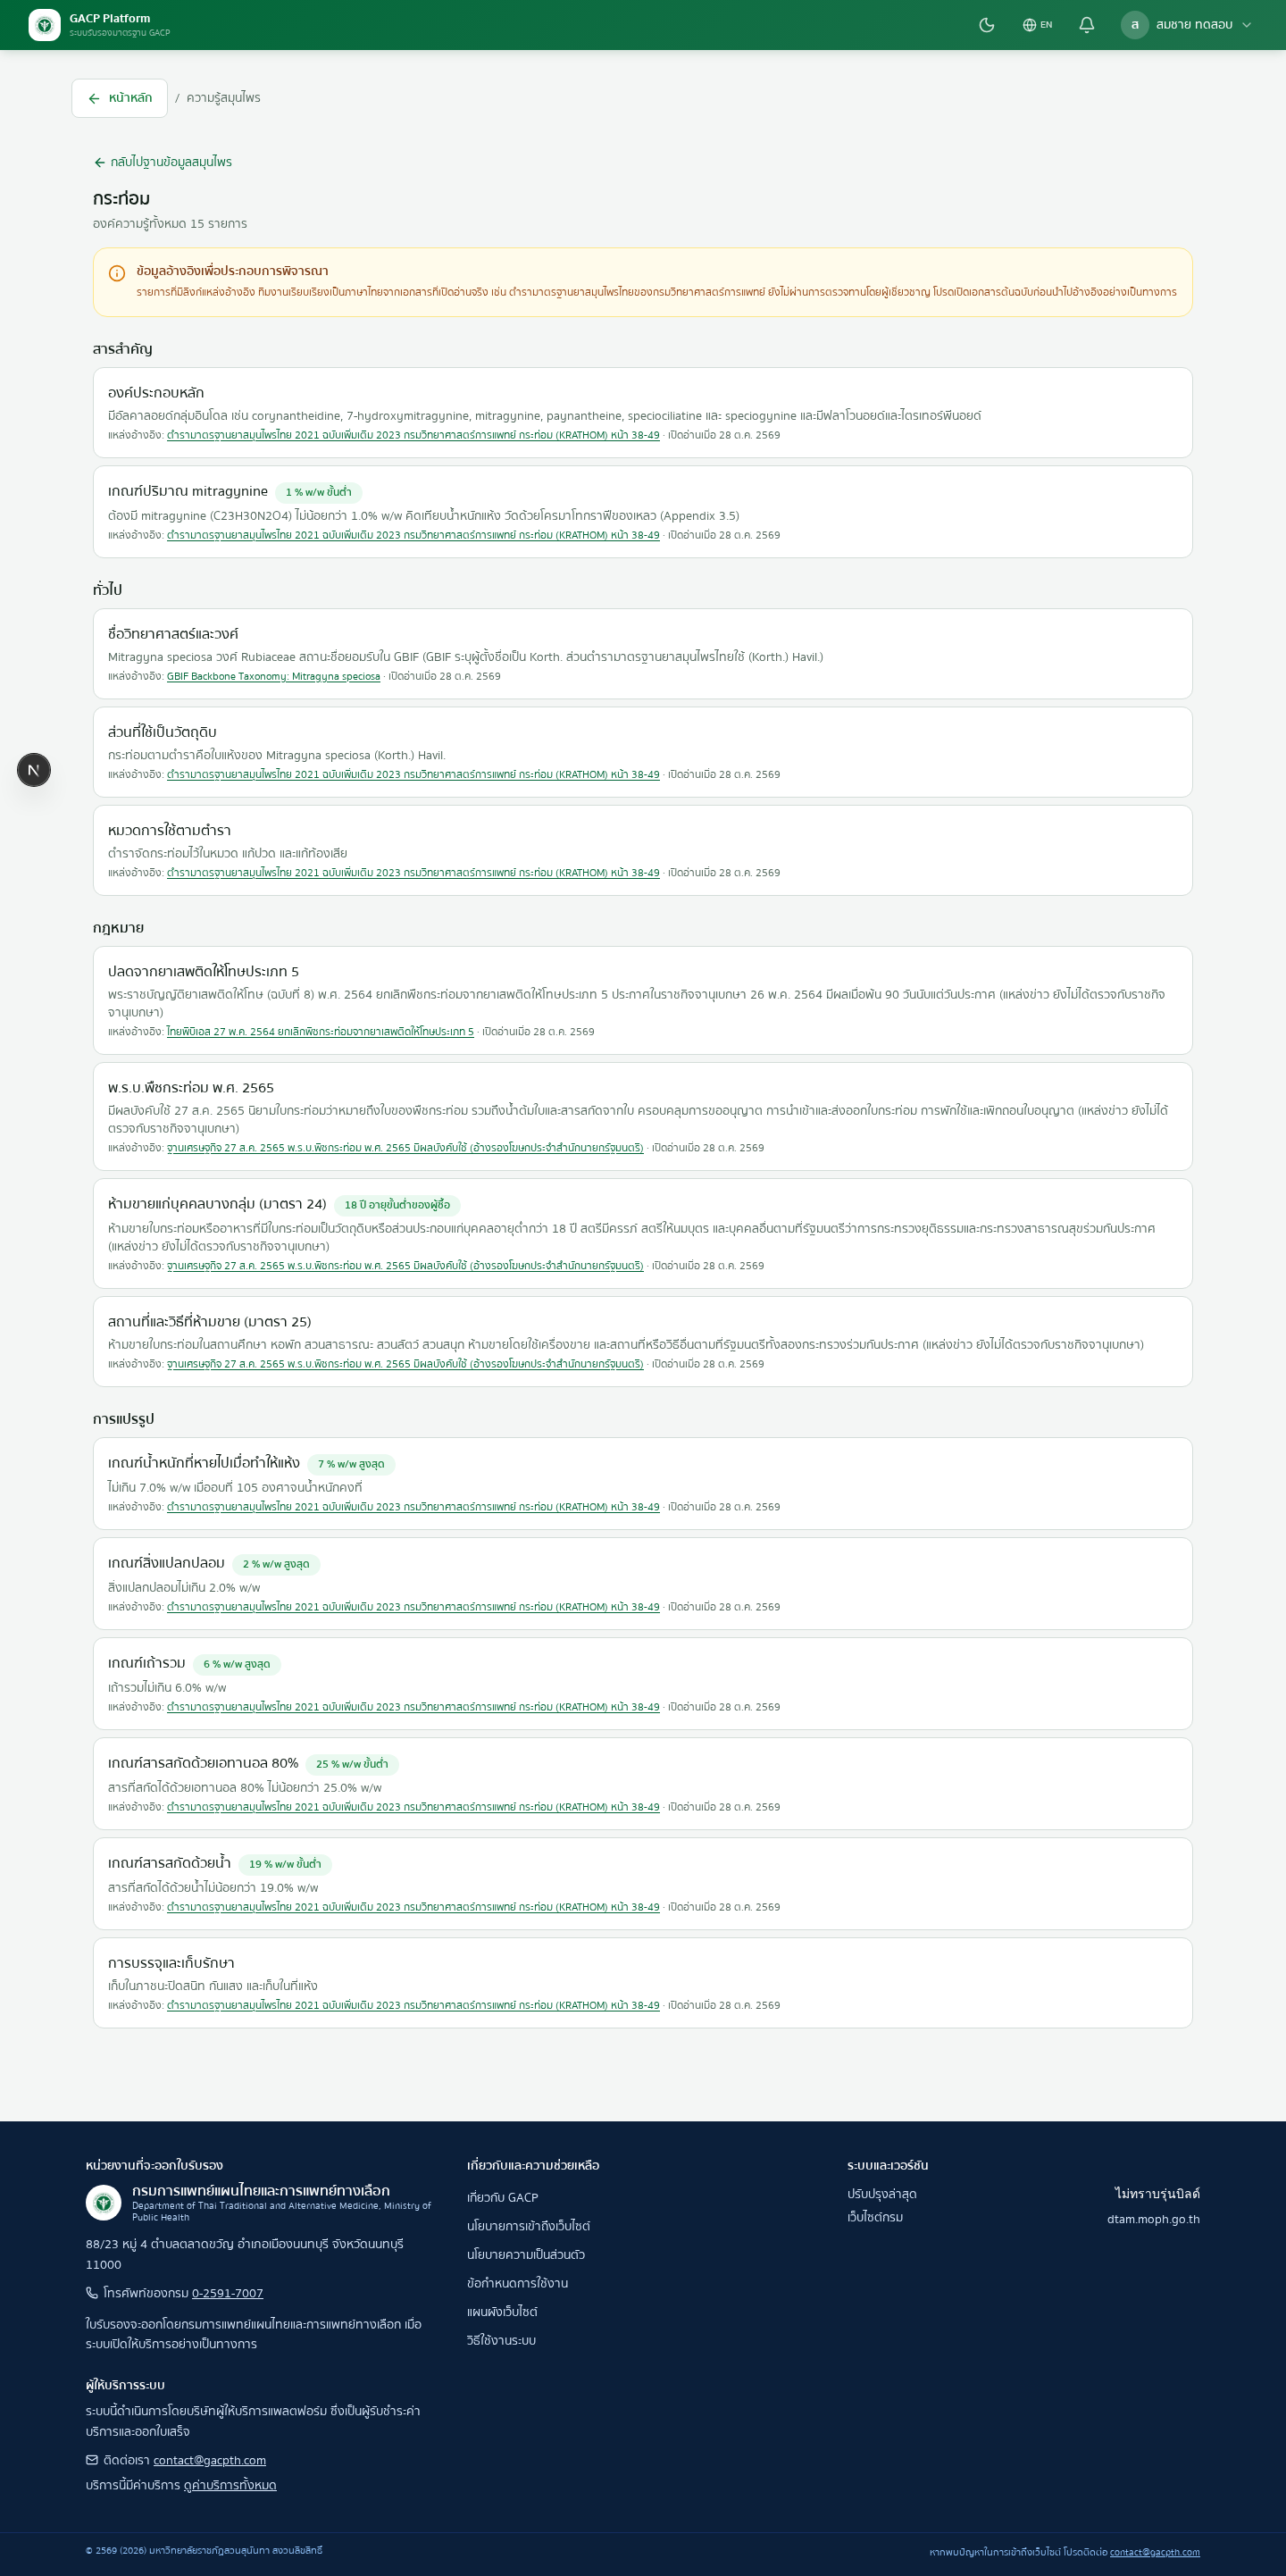 GACP Platform
ระบบรับรองมาตรฐาน GACP
EN
ส
สมชาย ทดสอบ
หน้าหลัก / ความรู้สมุนไพร
กลับไปฐานข้อมูลสมุนไพร
กระท่อม
องค์ความรู้ทั้งหมด 15 รายการ
ข้อมูลอ้างอิงเพื่อประกอบการพิจารณา
รายการที่มีลิงก์แหล่งอ้างอิง ทีมงานเรียบเรียงเป็นภาษาไทยจากเอกสารที่เปิดอ่านจริง เช่น ตำรามาตรฐานยาสมุนไพรไทยของกรมวิทยาศาสตร์การแพทย์ ยังไม่ผ่านการตรวจทานโดยผู้เชี่ยวชาญ โปรดเปิดเอกสารต้นฉบับก่อนนำไปอ้างอิงอย่างเป็นทางการ
สารสำคัญ
องค์ประกอบหลัก
มีอัลคาลอยด์กลุ่มอินโดล เช่น corynantheidine, 7-hydroxymitragynine, mitragynine, paynantheine, speciociliatine และ speciogynine และมีฟลาโวนอยด์และไตรเทอร์พีนอยด์
แหล่งอ้างอิง: ตำรามาตรฐานยาสมุนไพรไทย 2021 ฉบับเพิ่มเติม 2023 กรมวิทยาศาสตร์การแพทย์ กระท่อม (KRATHOM) หน้า 38-49 · เปิดอ่านเมื่อ 28 ต.ค. 2569
เกณฑ์ปริมาณ mitragynine 1 % w/w ขั้นต่ำ
ต้องมี mitragynine (C23H30N2O4) ไม่น้อยกว่า 1.0% w/w คิดเทียบน้ำหนักแห้ง วัดด้วยโครมาโทกราฟีของเหลว (Appendix 3.5)
แหล่งอ้างอิง: ตำรามาตรฐานยาสมุนไพรไทย 2021 ฉบับเพิ่มเติม 2023 กรมวิทยาศาสตร์การแพทย์ กระท่อม (KRATHOM) หน้า 38-49 · เปิดอ่านเมื่อ 28 ต.ค. 2569
ทั่วไป
ชื่อวิทยาศาสตร์และวงศ์
Mitragyna speciosa วงศ์ Rubiaceae สถานะชื่อยอมรับใน GBIF (GBIF ระบุผู้ตั้งชื่อเป็น Korth. ส่วนตำรามาตรฐานยาสมุนไพรไทยใช้ (Korth.) Havil.)
แหล่งอ้างอิง: GBIF Backbone Taxonomy: Mitragyna speciosa · เปิดอ่านเมื่อ 28 ต.ค. 2569
ส่วนที่ใช้เป็นวัตถุดิบ
กระท่อมตามตำราคือใบแห้งของ Mitragyna speciosa (Korth.) Havil.
แหล่งอ้างอิง: ตำรามาตรฐานยาสมุนไพรไทย 2021 ฉบับเพิ่มเติม 2023 กรมวิทยาศาสตร์การแพทย์ กระท่อม (KRATHOM) หน้า 38-49 · เปิดอ่านเมื่อ 28 ต.ค. 2569
หมวดการใช้ตามตำรา
ตำราจัดกระท่อมไว้ในหมวด แก้ปวด และแก้ท้องเสีย
แหล่งอ้างอิง: ตำรามาตรฐานยาสมุนไพรไทย 2021 ฉบับเพิ่มเติม 2023 กรมวิทยาศาสตร์การแพทย์ กระท่อม (KRATHOM) หน้า 38-49 · เปิดอ่านเมื่อ 28 ต.ค. 2569
กฎหมาย
ปลดจากยาเสพติดให้โทษประเภท 5
พระราชบัญญัติยาเสพติดให้โทษ (ฉบับที่ 8) พ.ศ. 2564 ยกเลิกพืชกระท่อมจากยาเสพติดให้โทษประเภท 5 ประกาศในราชกิจจานุเบกษา 26 พ.ค. 2564 มีผลเมื่อพ้น 90 วันนับแต่วันประกาศ (แหล่งข่าว ยังไม่ได้ตรวจกับราชกิจ
จานุเบกษา)
แหล่งอ้างอิง: ไทยพีบีเอส 27 พ.ค. 2564 ยกเลิกพืชกระท่อมจากยาเสพติดให้โทษประเภท 5 · เปิดอ่านเมื่อ 28 ต.ค. 2569
พ.ร.บ.พืชกระท่อม พ.ศ. 2565
มีผลบังคับใช้ 27 ส.ค. 2565 นิยามใบกระท่อมว่าหมายถึงใบของพืชกระท่อม รวมถึงน้ำต้มใบและสารสกัดจากใบ ครอบคลุมการขออนุญาต การนำเข้าและส่งออกใบกระท่อม การพักใช้และเพิกถอนใบอนุญาต (แหล่งข่าว ยังไม่ได้
ตรวจกับราชกิจจานุเบกษา)
แหล่งอ้างอิง: ฐานเศรษฐกิจ 27 ส.ค. 2565 พ.ร.บ.พืชกระท่อม พ.ศ. 2565 มีผลบังคับใช้ (อ้างรองโฆษกประจำสำนักนายกรัฐมนตรี) · เปิดอ่านเมื่อ 28 ต.ค. 2569
ห้ามขายแก่บุคคลบางกลุ่ม (มาตรา 24) 18 ปี อายุขั้นต่ำของผู้ซื้อ
ห้ามขายใบกระท่อมหรืออาหารที่มีใบกระท่อมเป็นวัตถุดิบหรือส่วนประกอบแก่บุคคลอายุต่ำกว่า 18 ปี สตรีมีครรภ์ สตรีให้นมบุตร และบุคคลอื่นตามที่รัฐมนตรีว่าการกระทรวงยุติธรรมและกระทรวงสาธารณสุขร่วมกันประกาศ
(แหล่งข่าว ยังไม่ได้ตรวจกับราชกิจจานุเบกษา)
แหล่งอ้างอิง: ฐานเศรษฐกิจ 27 ส.ค. 2565 พ.ร.บ.พืชกระท่อม พ.ศ. 2565 มีผลบังคับใช้ (อ้างรองโฆษกประจำสำนักนายกรัฐมนตรี) · เปิดอ่านเมื่อ 28 ต.ค. 2569
สถานที่และวิธีที่ห้ามขาย (มาตรา 25)
ห้ามขายใบกระท่อมในสถานศึกษา หอพัก สวนสาธารณะ สวนสัตว์ สวนสนุก ห้ามขายโดยใช้เครื่องขาย และสถานที่หรือวิธีอื่นตามที่รัฐมนตรีทั้งสองกระทรวงร่วมกันประกาศ (แหล่งข่าว ยังไม่ได้ตรวจกับราชกิจจานุเบกษา)
แหล่งอ้างอิง: ฐานเศรษฐกิจ 27 ส.ค. 2565 พ.ร.บ.พืชกระท่อม พ.ศ. 2565 มีผลบังคับใช้ (อ้างรองโฆษกประจำสำนักนายกรัฐมนตรี) · เปิดอ่านเมื่อ 28 ต.ค. 2569
การแปรรูป
เกณฑ์น้ำหนักที่หายไปเมื่อทำให้แห้ง 7 % w/w สูงสุด
ไม่เกิน 7.0% w/w เมื่ออบที่ 105 องศาจนน้ำหนักคงที่
แหล่งอ้างอิง: ตำรามาตรฐานยาสมุนไพรไทย 2021 ฉบับเพิ่มเติม 2023 กรมวิทยาศาสตร์การแพทย์ กระท่อม (KRATHOM) หน้า 38-49 · เปิดอ่านเมื่อ 28 ต.ค. 2569
เกณฑ์สิ่งแปลกปลอม 2 % w/w สูงสุด
สิ่งแปลกปลอมไม่เกิน 2.0% w/w
แหล่งอ้างอิง: ตำรามาตรฐานยาสมุนไพรไทย 2021 ฉบับเพิ่มเติม 2023 กรมวิทยาศาสตร์การแพทย์ กระท่อม (KRATHOM) หน้า 38-49 · เปิดอ่านเมื่อ 28 ต.ค. 2569
เกณฑ์เถ้ารวม 6 % w/w สูงสุด
เถ้ารวมไม่เกิน 6.0% w/w
แหล่งอ้างอิง: ตำรามาตรฐานยาสมุนไพรไทย 2021 ฉบับเพิ่มเติม 2023 กรมวิทยาศาสตร์การแพทย์ กระท่อม (KRATHOM) หน้า 38-49 · เปิดอ่านเมื่อ 28 ต.ค. 2569
เกณฑ์สารสกัดด้วยเอทานอล 80% 25 % w/w ขั้นต่ำ
สารที่สกัดได้ด้วยเอทานอล 80% ไม่น้อยกว่า 25.0% w/w
แหล่งอ้างอิง: ตำรามาตรฐานยาสมุนไพรไทย 2021 ฉบับเพิ่มเติม 2023 กรมวิทยาศาสตร์การแพทย์ กระท่อม (KRATHOM) หน้า 38-49 · เปิดอ่านเมื่อ 28 ต.ค. 2569
เกณฑ์สารสกัดด้วยน้ำ 19 % w/w ขั้นต่ำ
สารที่สกัดได้ด้วยน้ำไม่น้อยกว่า 19.0% w/w
แหล่งอ้างอิง: ตำรามาตรฐานยาสมุนไพรไทย 2021 ฉบับเพิ่มเติม 2023 กรมวิทยาศาสตร์การแพทย์ กระท่อม (KRATHOM) หน้า 38-49 · เปิดอ่านเมื่อ 28 ต.ค. 2569
การบรรจุและเก็บรักษา
เก็บในภาชนะปิดสนิท กันแสง และเก็บในที่แห้ง
แหล่งอ้างอิง: ตำรามาตรฐานยาสมุนไพรไทย 2021 ฉบับเพิ่มเติม 2023 กรมวิทยาศาสตร์การแพทย์ กระท่อม (KRATHOM) หน้า 38-49 · เปิดอ่านเมื่อ 28 ต.ค. 2569
หน่วยงานที่จะออกใบรับรอง
กรมการแพทย์แผนไทยและการแพทย์ทางเลือก
Department of Thai Traditional and Alternative Medicine, Ministry of
Public Health
88/23 หมู่ 4 ตำบลตลาดขวัญ อำเภอเมืองนนทบุรี จังหวัดนนทบุรี
11000
โทรศัพท์ของกรม 0-2591-7007
ใบรับรองจะออกโดยกรมการแพทย์แผนไทยและการแพทย์ทางเลือก เมื่อ
ระบบเปิดให้บริการอย่างเป็นทางการ
ผู้ให้บริการระบบ
ระบบนี้ดำเนินการโดยบริษัทผู้ให้บริการแพลตฟอร์ม ซึ่งเป็นผู้รับชำระค่า
บริการและออกใบเสร็จ
ติดต่อเรา contact@gacpth.com
บริการนี้มีค่าบริการ ดูค่าบริการทั้งหมด
เกี่ยวกับและความช่วยเหลือ
เกี่ยวกับ GACP
นโยบายการเข้าถึงเว็บไซต์
นโยบายความเป็นส่วนตัว
ข้อกำหนดการใช้งาน
แผนผังเว็บไซต์
วิธีใช้งานระบบ
ระบบและเวอร์ชัน
ปรับปรุงล่าสุด ไม่ทราบรุ่นบิลด์
เว็บไซต์กรม dtam.moph.go.th
© 2569 (2026) มหาวิทยาลัยราชภัฏสวนสุนันทา สงวนลิขสิทธิ์
หากพบปัญหาในการเข้าถึงเว็บไซต์ โปรดติดต่อ contact@gacpth.com